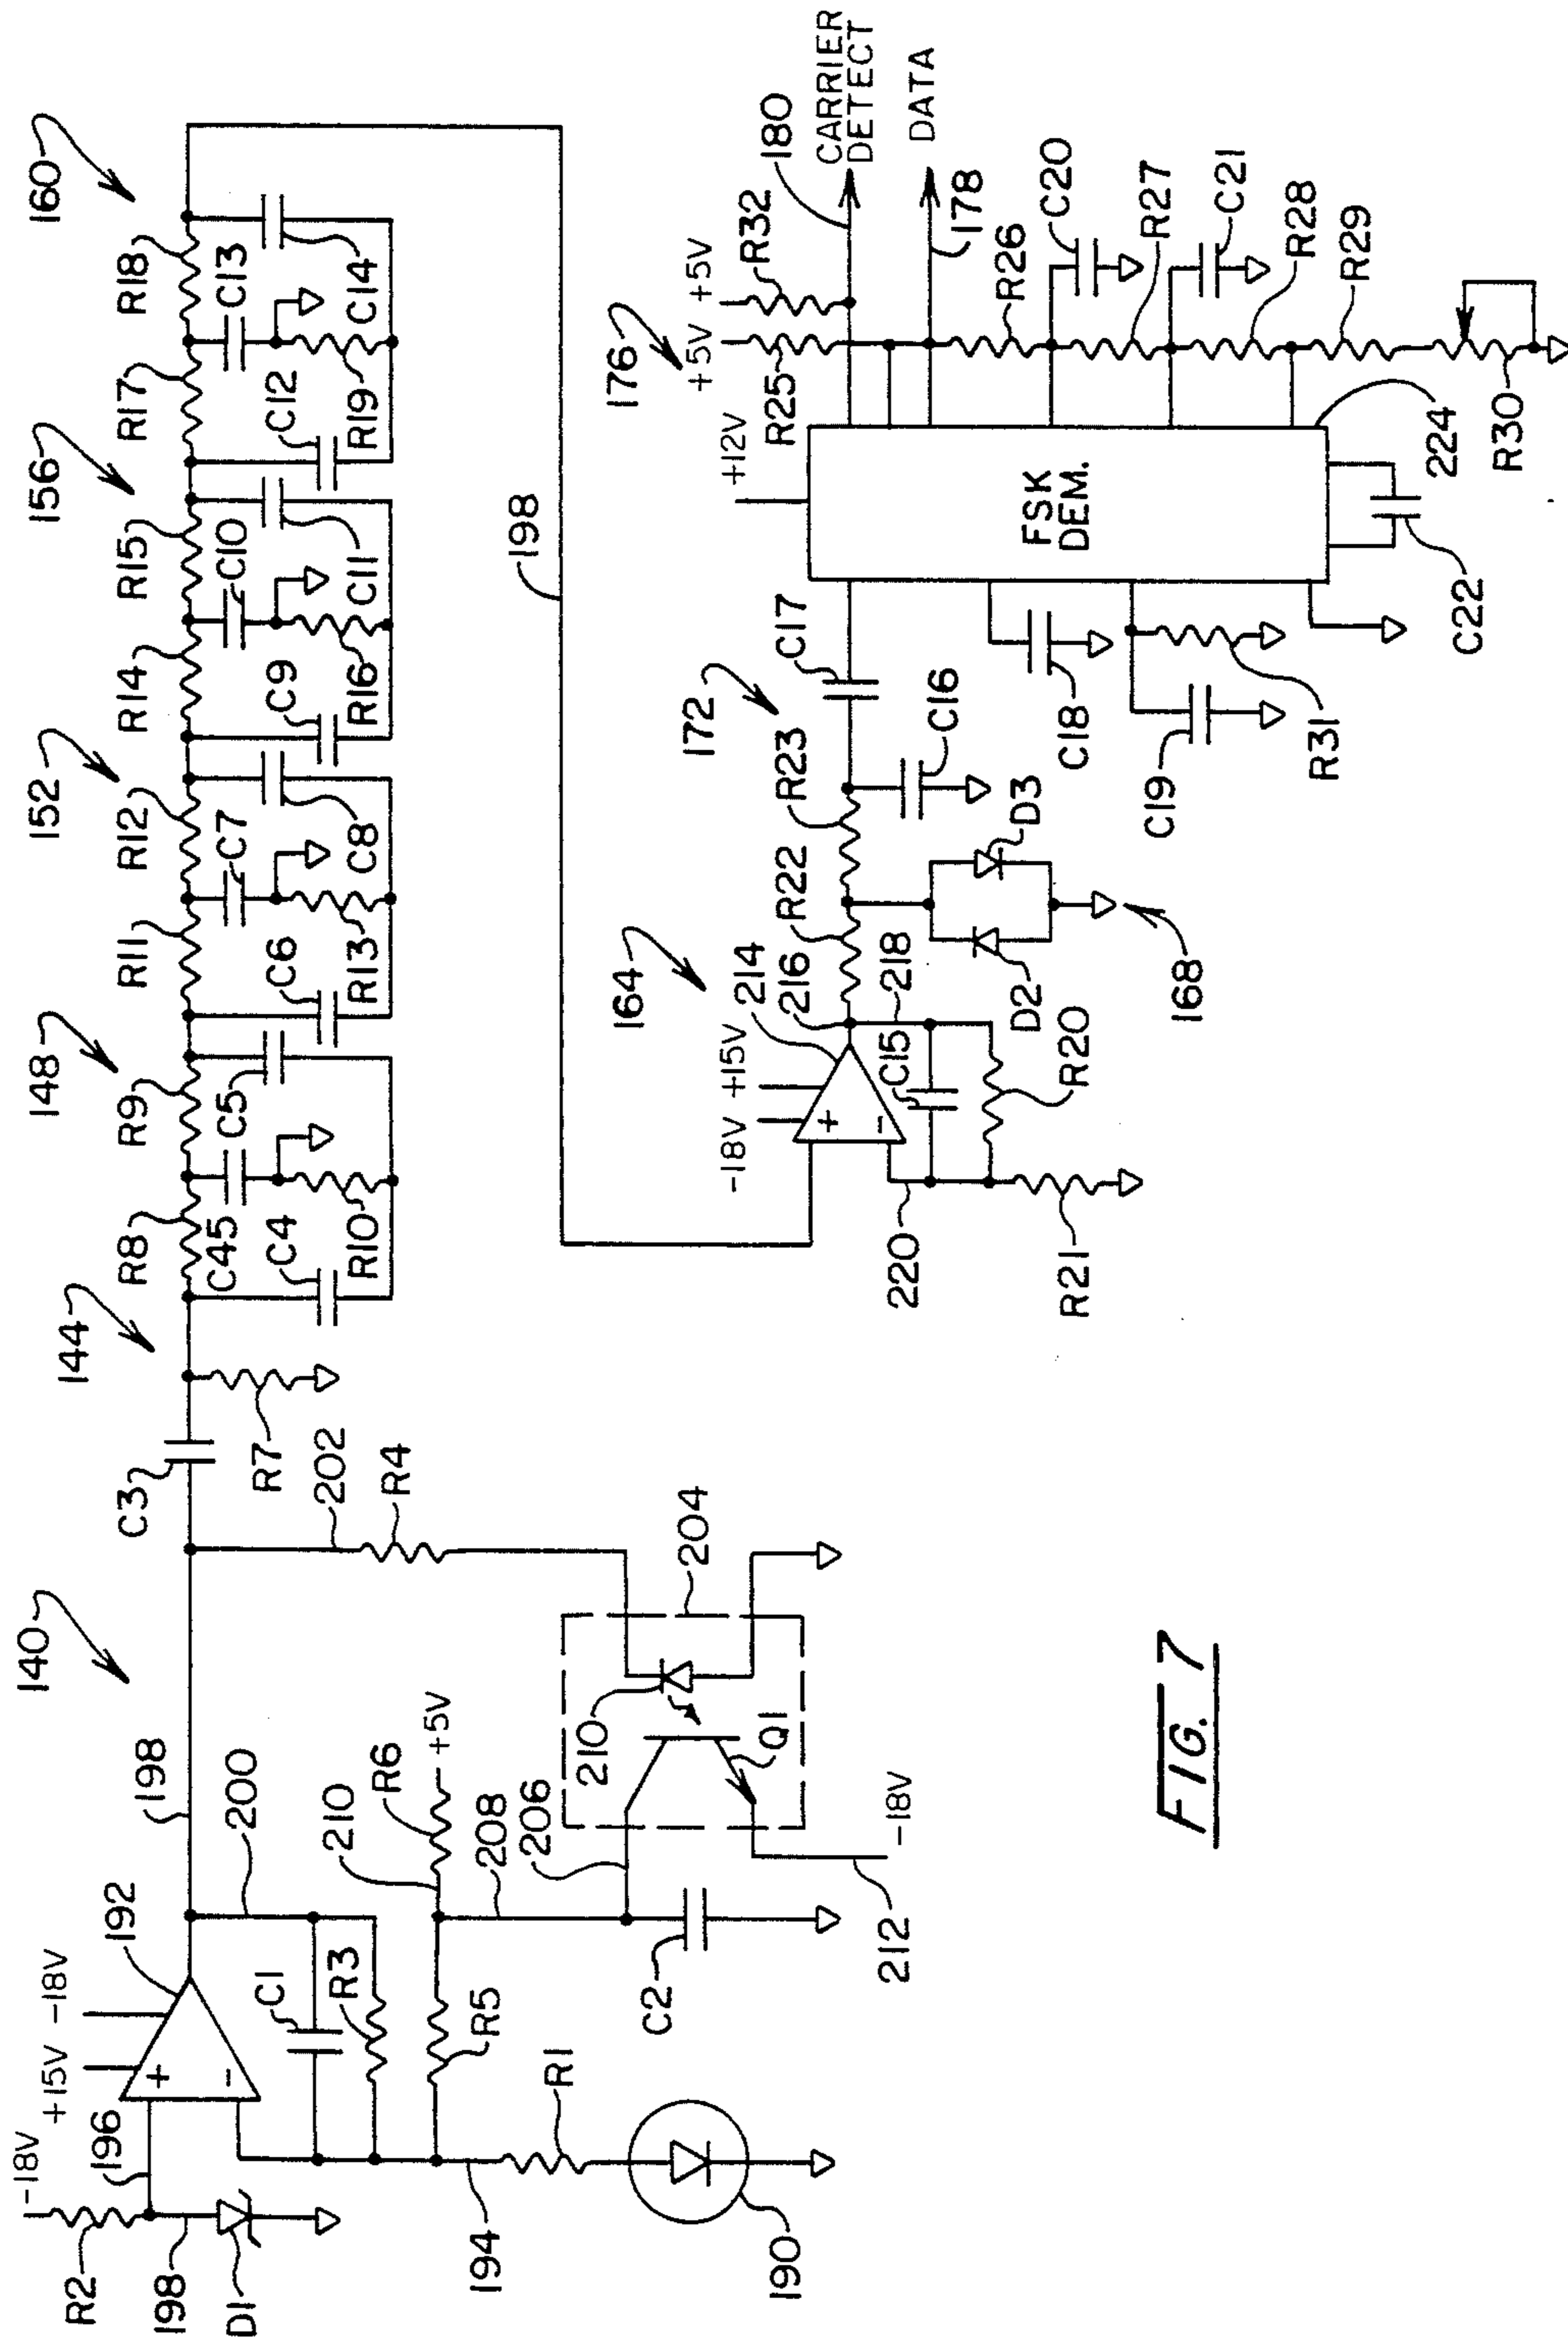 140
144
148
152
156
160
-18V
+15V
-18V
192
196
R2
198
D1
194
190
R1
C1
R3
R5
200
198
210
R6
+5V
208
206
C2
210
Q1
204
-18V
212
C3
R7
202
R4
R8
R9
C45
C4
C5
R10
R11
R12
C6
C7
C8
R13
R14
R15
C9
C10
C11
R16
R17
R18
C12
C13
C14
R19
198
164
-18V
+15V
214
216
218
220
C15
R20
R21
R22
R23
D2
D3
168
172
C16
C17
C18
C19
R31
FSK
DEM.
C22
224
+12V
176
+5V
+5V
R25
R32
180
CARRIER
DETECT
DATA
178
R26
C20
R27
C21
R28
R29
R30
FIG. 7